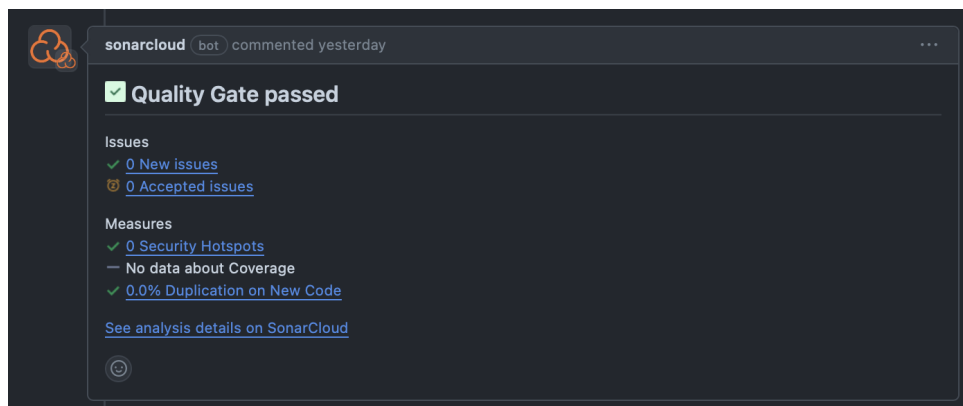 sonarcloud bot commented yesterday
Quality Gate passed
Issues
0 New issues
0 Accepted issues
Measures
0 Security Hotspots
No data about Coverage
0.0% Duplication on New Code
See analysis details on SonarCloud